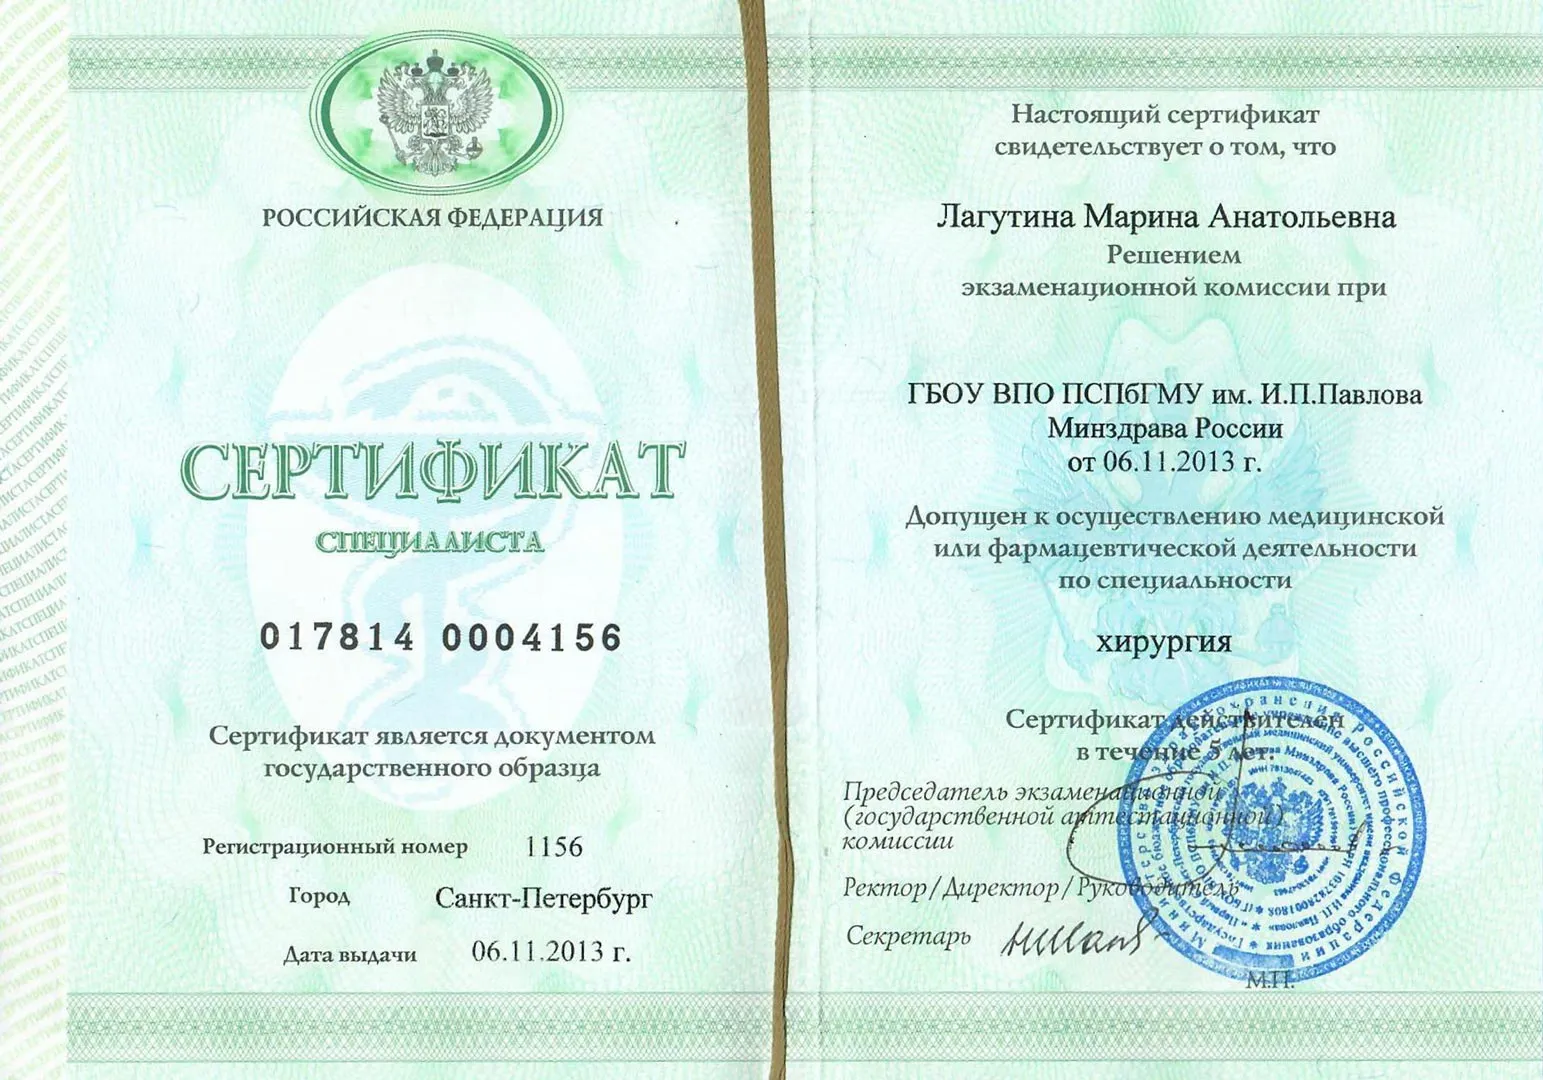 РОССИЙСКАЯ ФЕДЕРАЦИЯ
СЕРТИФИКАТ
СПЕЦИАЛИСТА
017814 0004156
Сертификат является документом
государственного образца
Регистрационный номер 1156
Город Санкт-Петербург
Дата выдачи 06.11.2013 г.
Настоящий сертификат
свидетельствует о том, что
Лагутина Марина Анатольевна
Решением
экзаменационной комиссии при
ГБОУ ВПО ПСПбГМУ им. И.П.Павлова
Минздрава России
от 06.11.2013 г.
Допущен к осуществлению медицинской
или фармацевтической деятельности
по специальности
хирургия
Сертификат действителен
в течение 5 лет.
Председатель экзаменационной
(государственной аттестационной)
комиссии
Ректор/Директор/Руководитель
Секретарь
М.П.